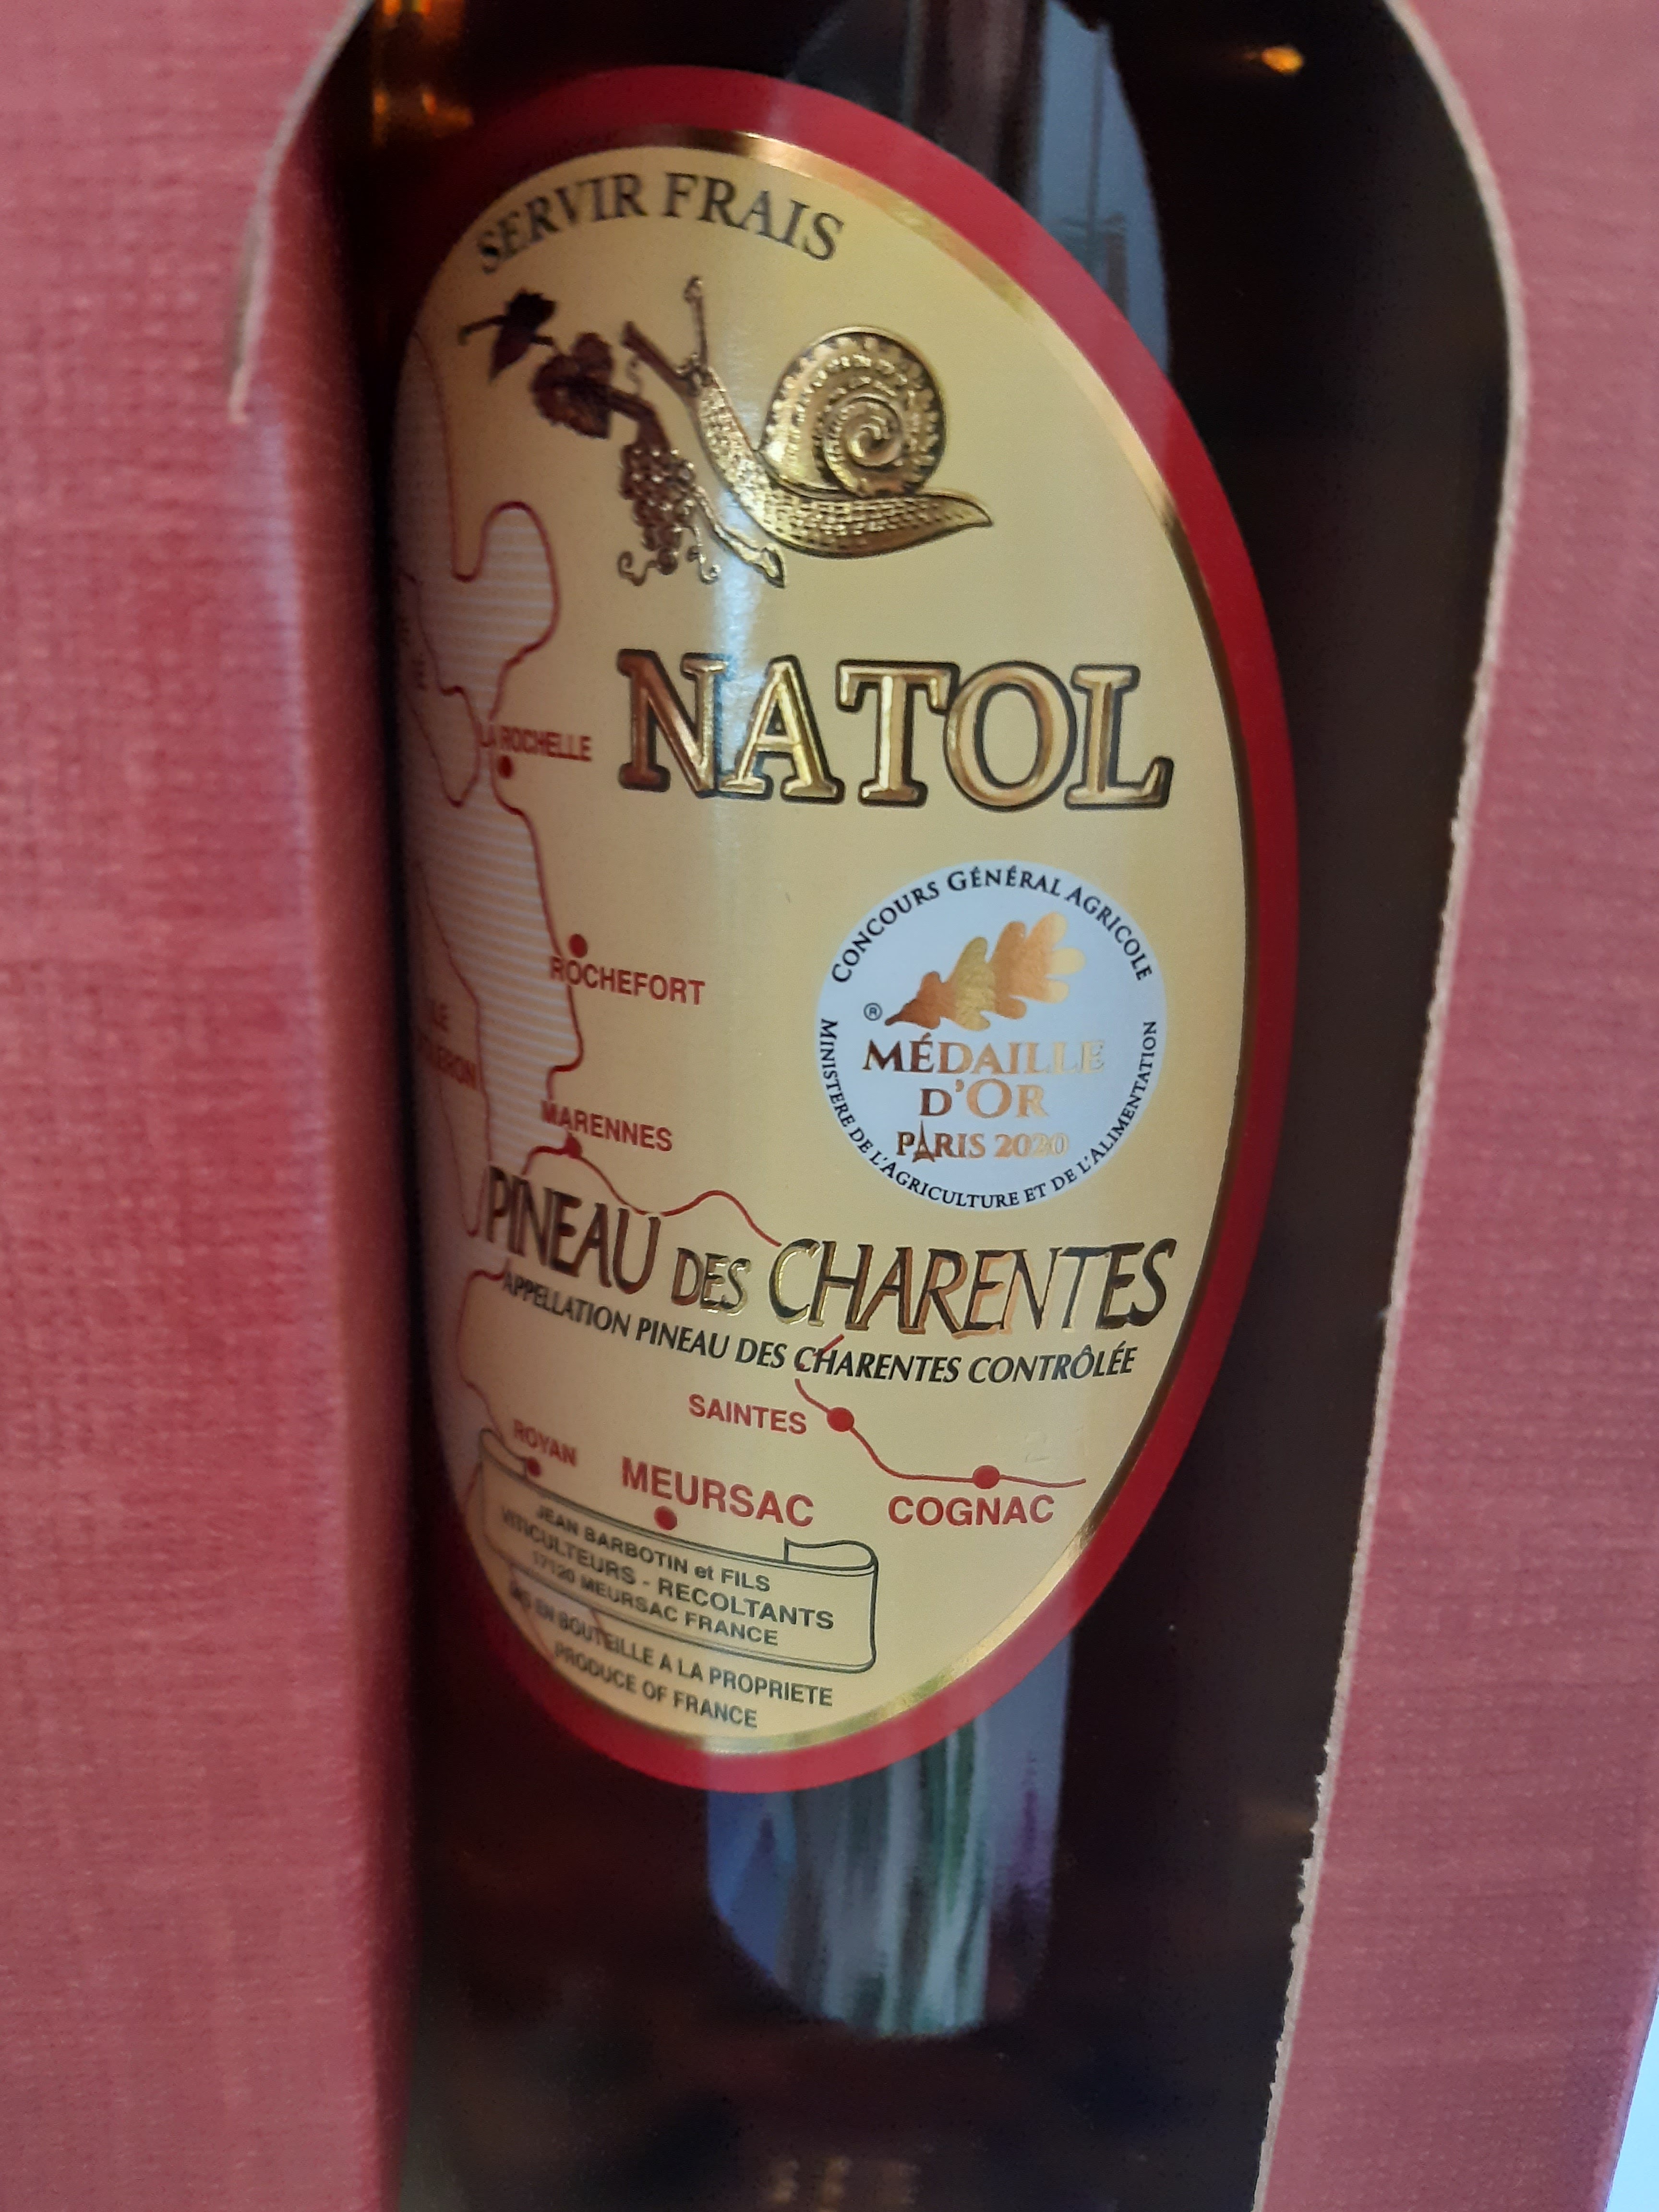 SERVIR FRAIS
NATOL
LA ROCHELLE
CONCOURS GÉNÉRAL AGRICOLE
®
MÉDAILLE
D'OR
PARIS 2020
MINISTERE DE L'AGRICULTURE ET DE L'ALIMENTATION
ROCHEFORT
MARENNES
PINEAU DES CHARENTES
APPELLATION PINEAU DES CHARENTES CONTRÔLÉE
SAINTES
ROYAN
MEURSAC
COGNAC
JEAN BARBOTIN et FILS
VITICULTEURS - RECOLTANTS
17120 MEURSAC FRANCE
EN BOUTEILLE A LA PROPRIETE
PRODUCE OF FRANCE